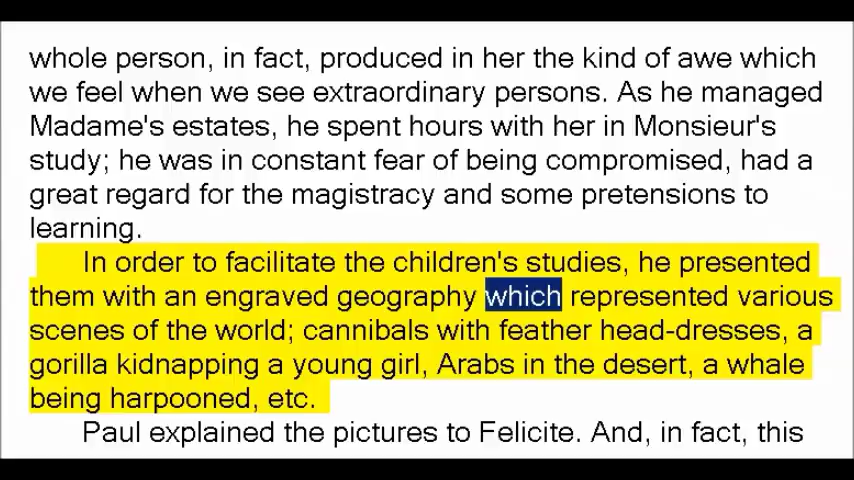 whole person, in fact, produced in her the kind of awe which
we feel when we see extraordinary persons. As he managed
Madame's estates, he spent hours with her in Monsieur's
study; he was in constant fear of being compromised, had a
great regard for the magistracy and some pretensions to
learning.
In order to facilitate the children's studies, he presented
them with an engraved geography which represented various
scenes of the world; cannibals with feather head-dresses, a
gorilla kidnapping a young girl, Arabs in the desert, a whale
being harpooned, etc.
Paul explained the pictures to Felicite. And, in fact, this